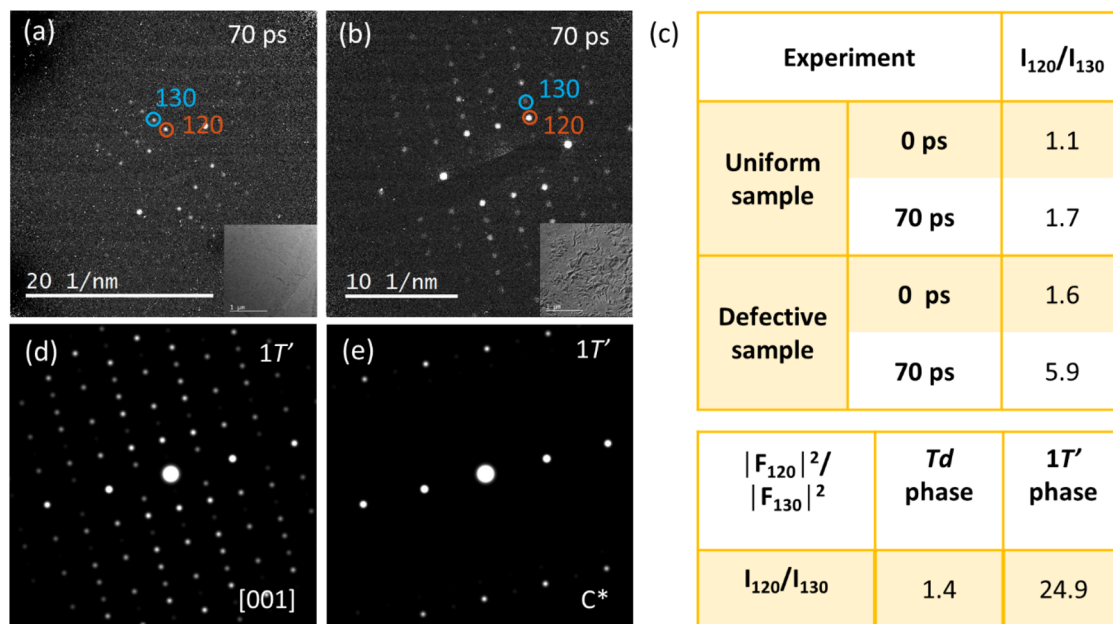 (a)
70 ps
130
120
20 1/nm
1 μm
(b)
70 ps
130
120
10 1/nm
1 μm
(c)
Experiment
I₁₂₀/I₁₃₀
Uniform
sample
0 ps
1.1
70 ps
1.7
Defective
sample
0 ps
1.6
70 ps
5.9
(d)
1T′
[001]
(e)
1T′
C*
|F₁₂₀|²/
|F₁₃₀|²
Td
phase
1T′
phase
I₁₂₀/I₁₃₀
1.4
24.9